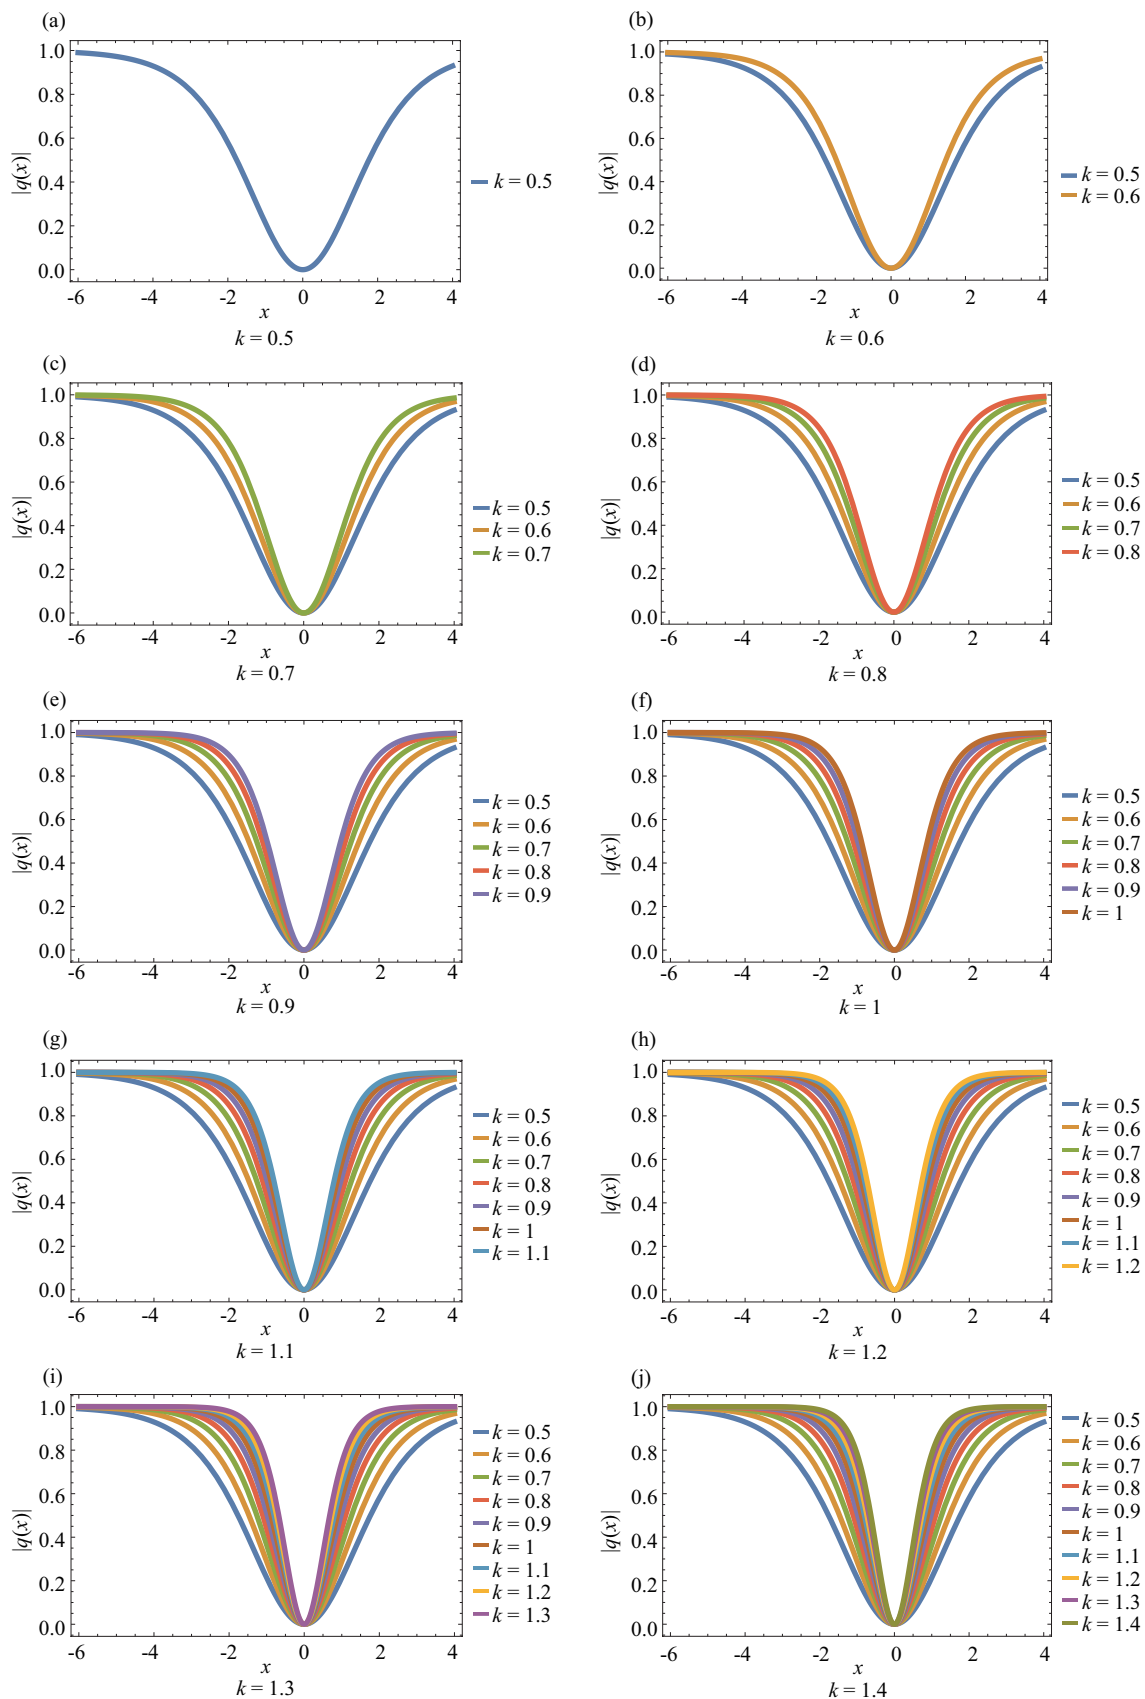 (a)
1.0
0.8
0.6
0.4
0.2
0.0
|q(x)|
-6 -4 -2 0 2 4
x
k = 0.5
k = 0.5
(b)
1.0
0.8
0.6
0.4
0.2
0.0
|q(x)|
-6 -4 -2 0 2 4
x
k = 0.5
k = 0.6
k = 0.6
(c)
1.0
0.8
0.6
0.4
0.2
0.0
|q(x)|
-6 -4 -2 0 2 4
x
k = 0.5
k = 0.6
k = 0.7
k = 0.7
(d)
1.0
0.8
0.6
0.4
0.2
0.0
|q(x)|
-6 -4 -2 0 2 4
x
k = 0.5
k = 0.6
k = 0.7
k = 0.8
k = 0.8
(e)
1.0
0.8
0.6
0.4
0.2
0.0
|q(x)|
-6 -4 -2 0 2 4
x
k = 0.5
k = 0.6
k = 0.7
k = 0.8
k = 0.9
k = 0.9
(f)
1.0
0.8
0.6
0.4
0.2
0.0
|q(x)|
-6 -4 -2 0 2 4
x
k = 0.5
k = 0.6
k = 0.7
k = 0.8
k = 0.9
k = 1
k = 1
(g)
1.0
0.8
0.6
0.4
0.2
0.0
|q(x)|
-6 -4 -2 0 2 4
x
k = 0.5
k = 0.6
k = 0.7
k = 0.8
k = 0.9
k = 1
k = 1.1
k = 1.1
(h)
1.0
0.8
0.6
0.4
0.2
0.0
|q(x)|
-6 -4 -2 0 2 4
x
k = 0.5
k = 0.6
k = 0.7
k = 0.8
k = 0.9
k = 1
k = 1.1
k = 1.2
k = 1.2
(i)
1.0
0.8
0.6
0.4
0.2
0.0
|q(x)|
-6 -4 -2 0 2 4
x
k = 0.5
k = 0.6
k = 0.7
k = 0.8
k = 0.9
k = 1
k = 1.1
k = 1.2
k = 1.3
k = 1.3
(j)
1.0
0.8
0.6
0.4
0.2
0.0
|q(x)|
-6 -4 -2 0 2 4
x
k = 0.5
k = 0.6
k = 0.7
k = 0.8
k = 0.9
k = 1
k = 1.1
k = 1.2
k = 1.3
k = 1.4
k = 1.4